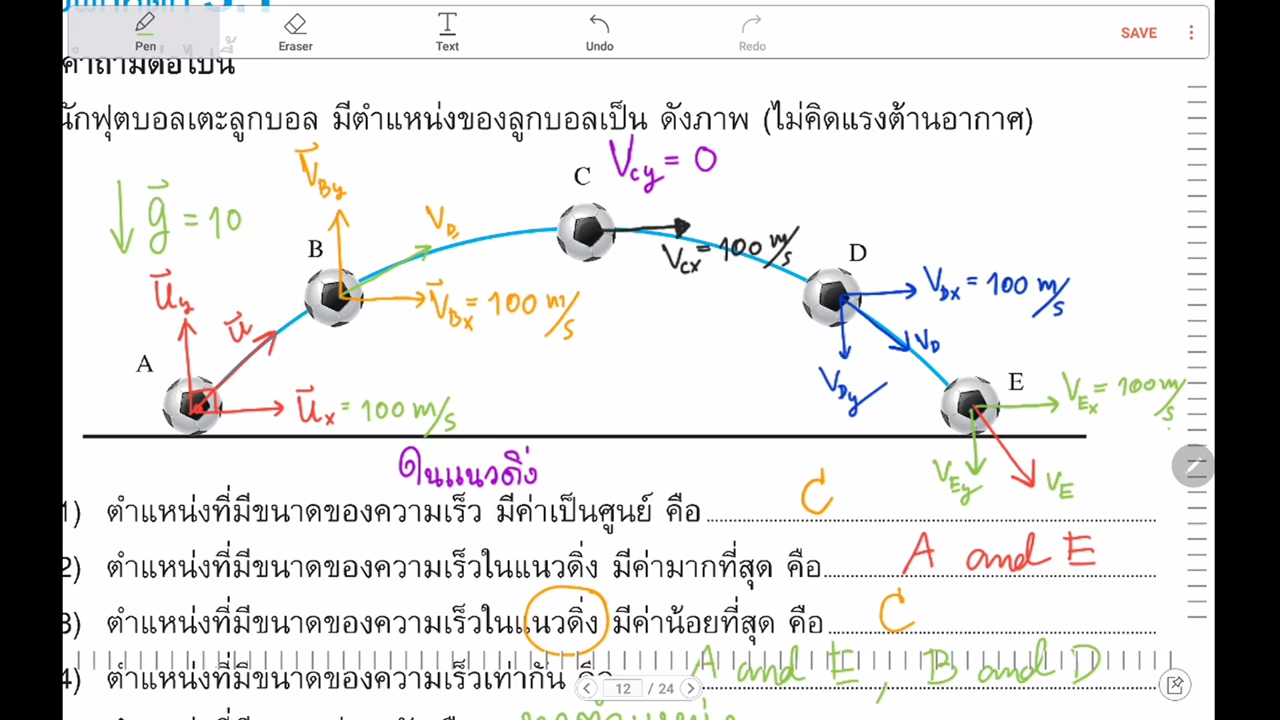 Pen
Eraser
Text
Undo
Redo
SAVE
คำถามต่อไปนี้
นักฟุตบอลเตะลูกบอล มีตำแหน่งของลูกบอลเป็น ดังภาพ (ไม่คิดแรงต้านอากาศ)
V By
C
Vcy = 0
g = 10
B
VD
D
Vcx = 100 m/s
VDx = 100 m/s
uy
u
VBx = 100 m/s
VD
A
E
VDy
VEx = 100 m/s
ux = 100 m/s
ในแนวดิ่ง
VEy
VE
1) ตำแหน่งที่มีขนาดของความเร็ว มีค่าเป็นศูนย์ คือ C
2) ตำแหน่งที่มีขนาดของความเร็วในแนวดิ่ง มีค่ามากที่สุด คือ A and E
3) ตำแหน่งที่มีขนาดของความเร็วในแนวดิ่ง มีค่าน้อยที่สุด คือ C
4) ตำแหน่งที่มีขนาดของความเร็วเท่ากัน คือ A and E, B and D
12 / 24